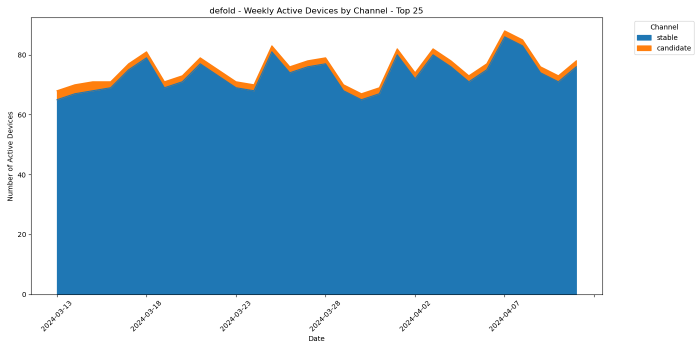 defold - Weekly Active Devices by Channel - Top 25
Channel
stable
candidate
Number of Active Devices
80
60
40
20
0
2024-03-13
2024-03-18
2024-03-23
2024-03-28
2024-04-02
2024-04-07
Date